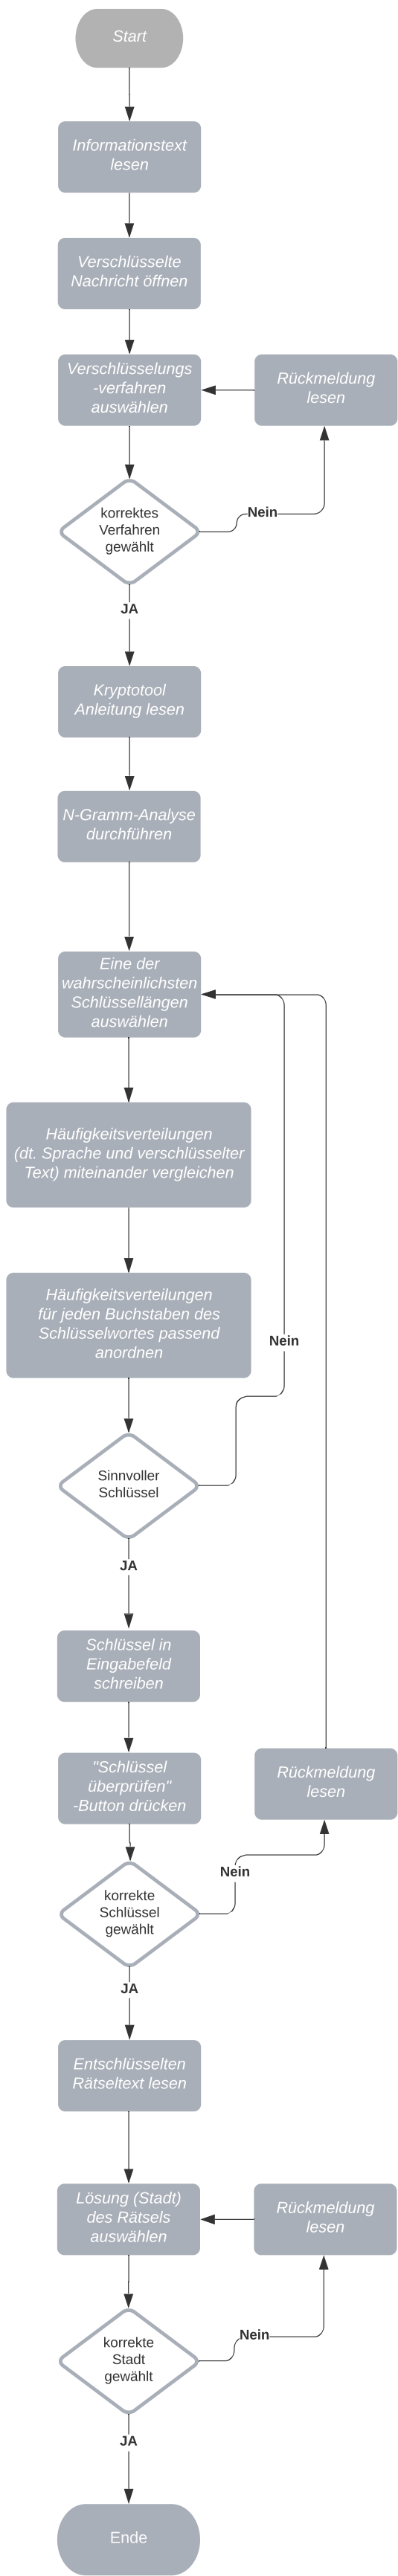 Start
Informationstext
lesen
Verschlüsselte
Nachricht öffnen
Verschlüsselungs
-verfahren
auswählen
Rückmeldung
lesen
korrektes
Verfahren
gewählt
Nein
JA
Kryptotool
Anleitung lesen
N-Gramm-Analyse
durchführen
Eine der
wahrscheinlichsten
Schlüssellängen
auswählen
Häufigkeitsverteilungen
(dt. Sprache und verschlüsselter
Text) miteinander vergleichen
Häufigkeitsverteilungen
für jeden Buchstaben des
Schlüsselwortes passend
anordnen
Nein
Sinnvoller
Schlüssel
JA
Schlüssel in
Eingabefeld
schreiben
"Schlüssel
überprüfen"
-Button drücken
Rückmeldung
lesen
korrekte
Schlüssel
gewählt
Nein
JA
Entschlüsselten
Rätseltext lesen
Lösung (Stadt)
des Rätsels
auswählen
Rückmeldung
lesen
korrekte
Stadt
gewählt
Nein
JA
Ende